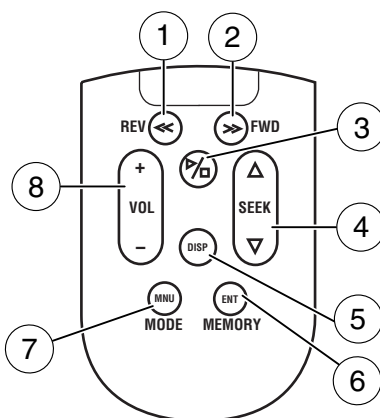 1 2
REV FWD
3
8
+
VOL SEEK
−
4
DISP
5
MNU ENT
MODE MEMORY
7 6